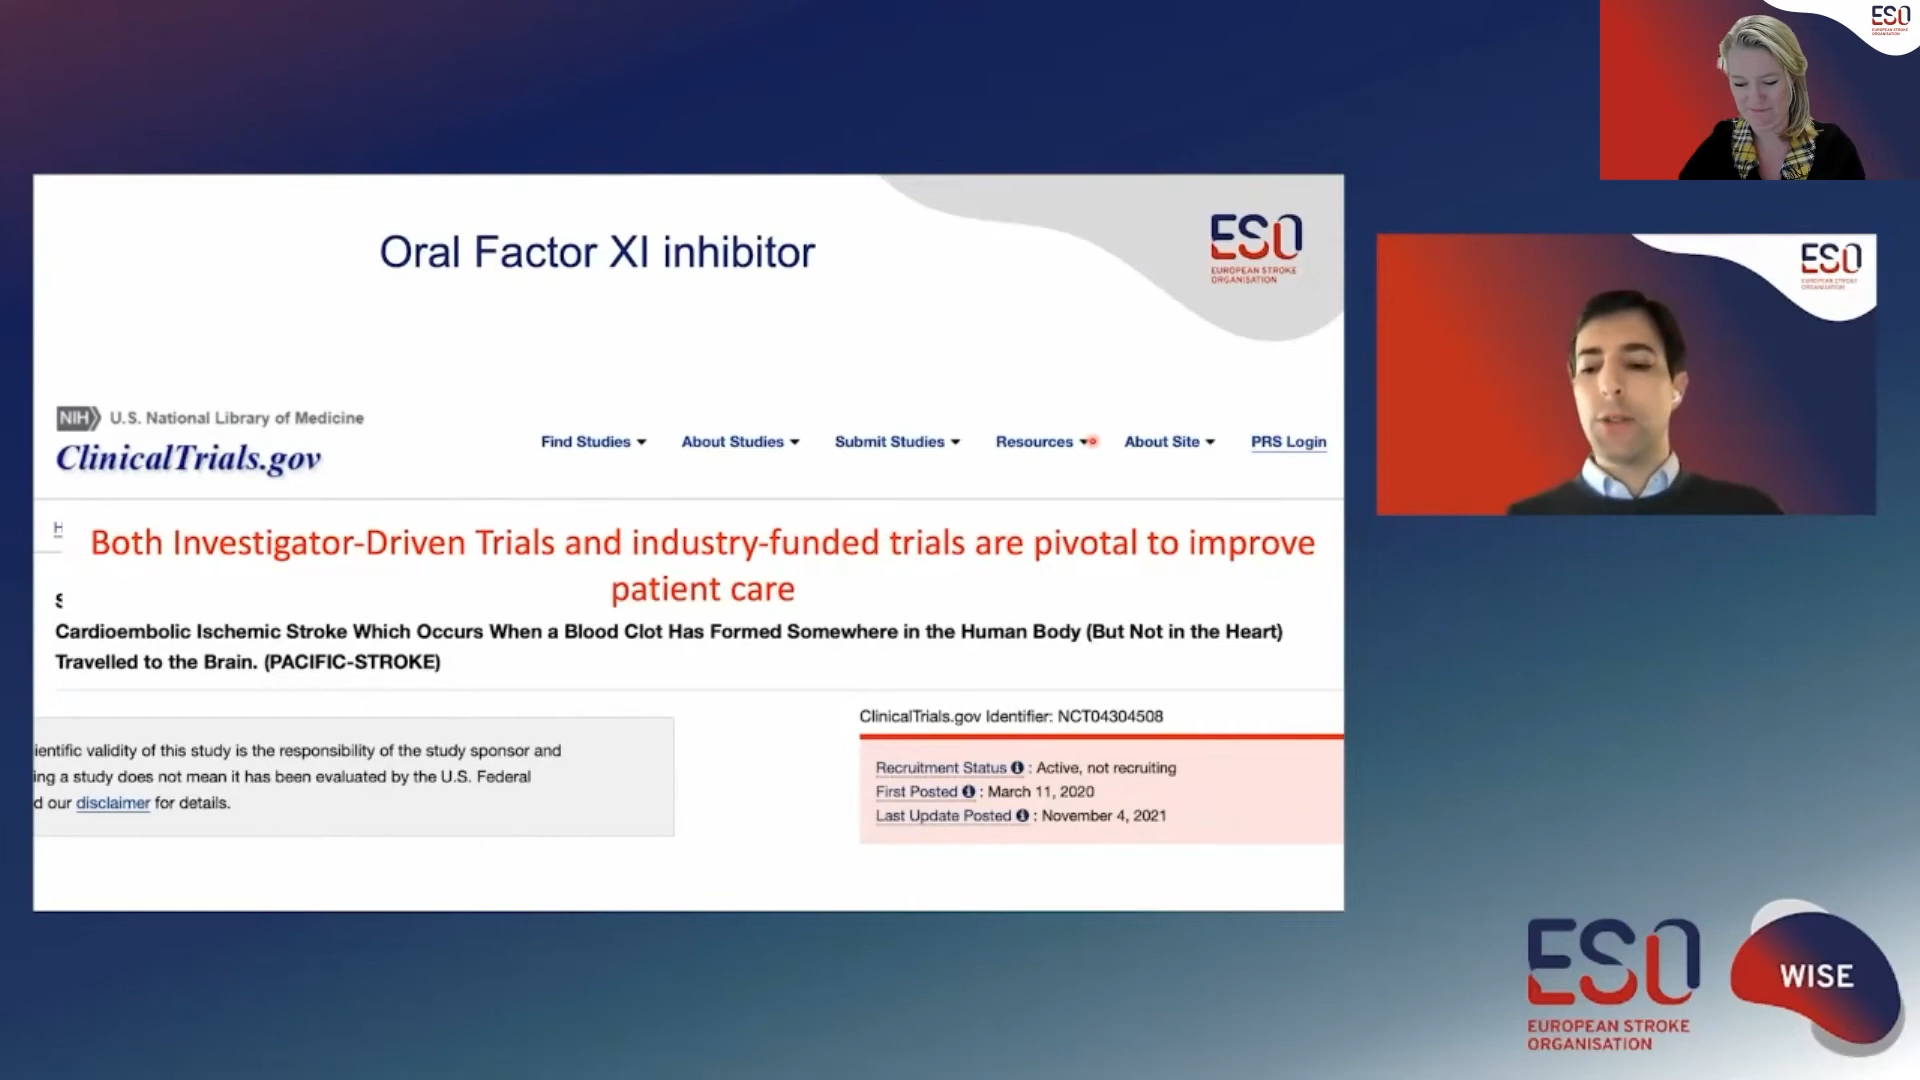 ESO
EUROPEAN STROKE
ORGANISATION
Oral Factor XI inhibitor
ESO
EUROPEAN STROKE
ORGANISATION
ESO
EUROPEAN STROKE
ORGANISATION
NIH U.S. National Library of Medicine
ClinicalTrials.gov
Find Studies About Studies Submit Studies Resources About Site PRS Login
H
Both Investigator-Driven Trials and industry-funded trials are pivotal to improve
patient care
S
Cardioembolic Ischemic Stroke Which Occurs When a Blood Clot Has Formed Somewhere in the Human Body (But Not in the Heart)
Travelled to the Brain. (PACIFIC-STROKE)
ientific validity of this study is the responsibility of the study sponsor and
ing a study does not mean it has been evaluated by the U.S. Federal
d our disclaimer for details.
ClinicalTrials.gov Identifier: NCT04304508
Recruitment Status : Active, not recruiting
First Posted : March 11, 2020
Last Update Posted : November 4, 2021
ESO
EUROPEAN STROKE
ORGANISATION
WISE